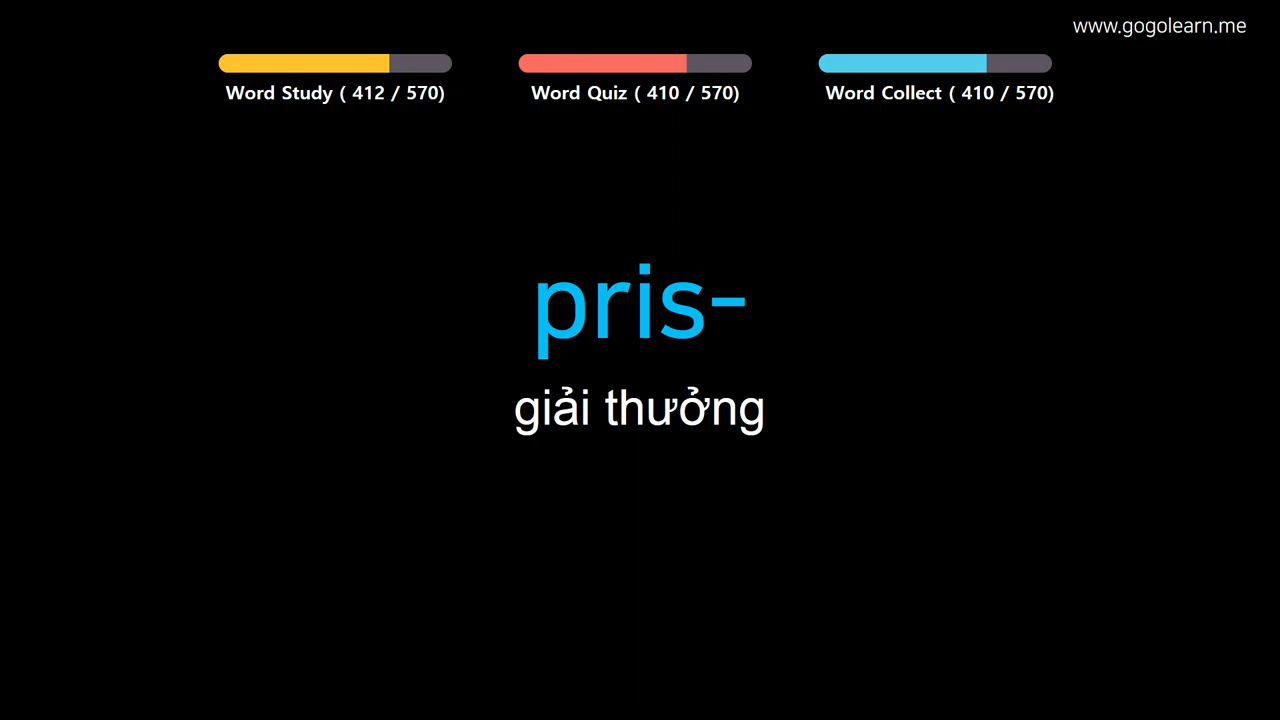 www.gogolearn.me
Word Study ( 412 / 570)
Word Quiz ( 410 / 570)
Word Collect ( 410 / 570)
pris-
giải thưởng